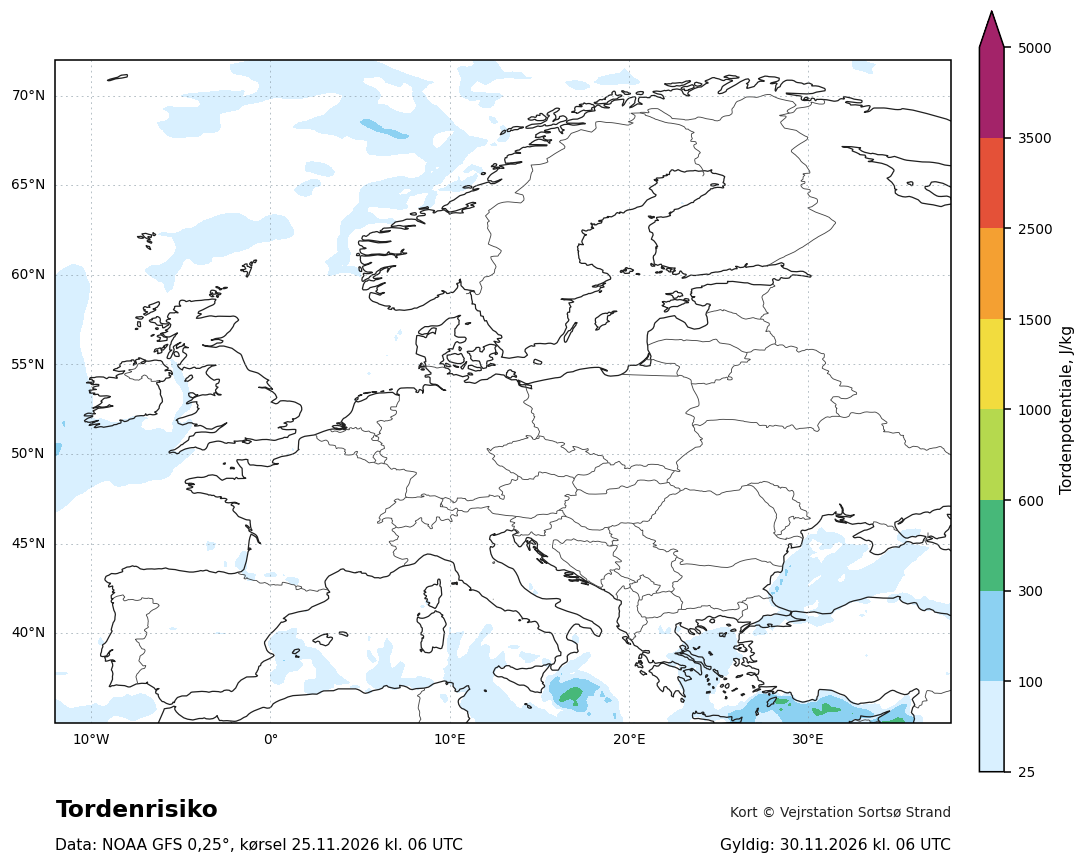 70°N
65°N
60°N
55°N
50°N
45°N
40°N
10°W
0°
10°E
20°E
30°E
5000
3500
2500
1500
1000
600
300
100
25
Tordenpotentiale, J/kg
Tordenrisiko
Kort © Vejrstation Sortsø Strand
Data: NOAA GFS 0,25°, kørsel 25.11.2026 kl. 06 UTC
Gyldig: 30.11.2026 kl. 06 UTC